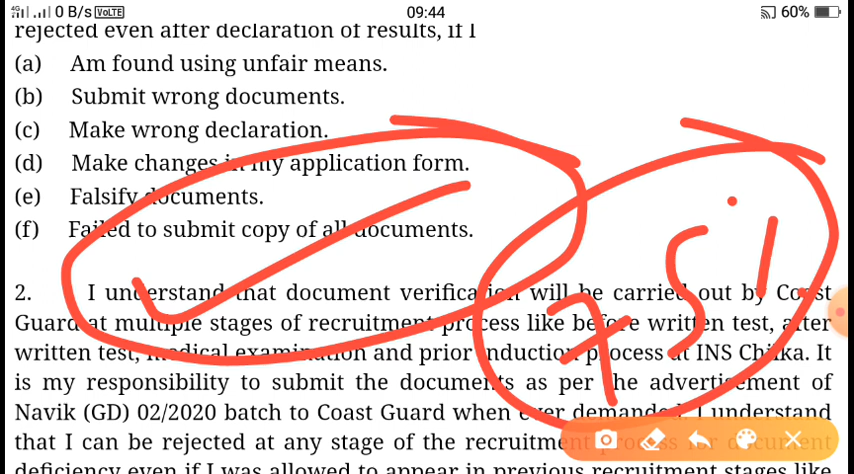 0 B/s VoLTE 09:44 60%
rejected even after declaration of results, if I
(a) Am found using unfair means.
(b) Submit wrong documents.
(c) Make wrong declaration.
(d) Make changes in my application form.
(e) Falsify documents.
(f) Failed to submit copy of all documents.
2. I understand that document verification will be carried out by Coast
Guard at multiple stages of recruitment process like before written test, after
written test, medical examination and prior induction process at INS Chilka. It
is my responsibility to submit the documents as per the advertisement of
Navik (GD) 02/2020 batch to Coast Guard when ever demanded. I understand
that I can be rejected at any stage of the recruitment process for document
deficiency even if I was allowed to appear in previous recruitment stages like